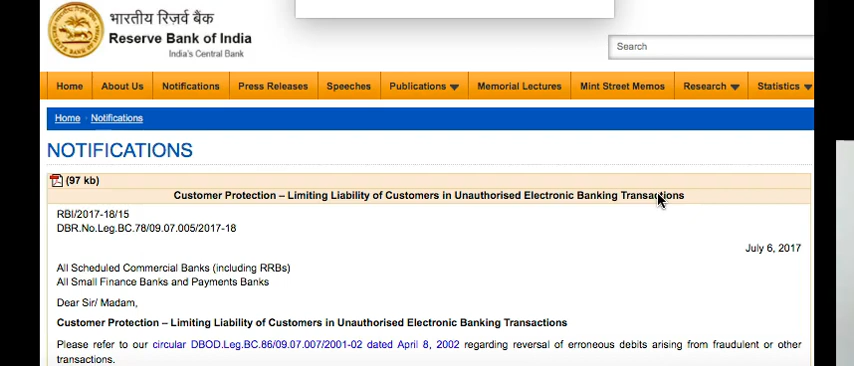 भारतीय रिज़र्व बैंक
Reserve Bank of India
India's Central Bank
Search
Home About Us Notifications Press Releases Speeches Publications Memorial Lectures Mint Street Memos Research Statistics
Home Notifications
NOTIFICATIONS
(97 kb)
Customer Protection – Limiting Liability of Customers in Unauthorised Electronic Banking Transactions
RBI/2017-18/15
DBR.No.Leg.BC.78/09.07.005/2017-18
July 6, 2017
All Scheduled Commercial Banks (including RRBs)
All Small Finance Banks and Payments Banks
Dear Sir/ Madam,
Customer Protection – Limiting Liability of Customers in Unauthorised Electronic Banking Transactions
Please refer to our circular DBOD.Leg.BC.86/09.07.007/2001-02 dated April 8, 2002 regarding reversal of erroneous debits arising from fraudulent or other
transactions.